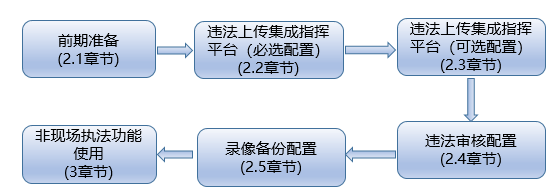 前期准备
(2.1章节)
违法上传集成指挥
平台（必选配置）
(2.2章节)
违法上传集成指挥
平台（可选配置）
(2.3章节)
违法审核配置
(2.4章节)
录像备份配置
(2.5章节)
非现场执法功能
使用
(3章节)